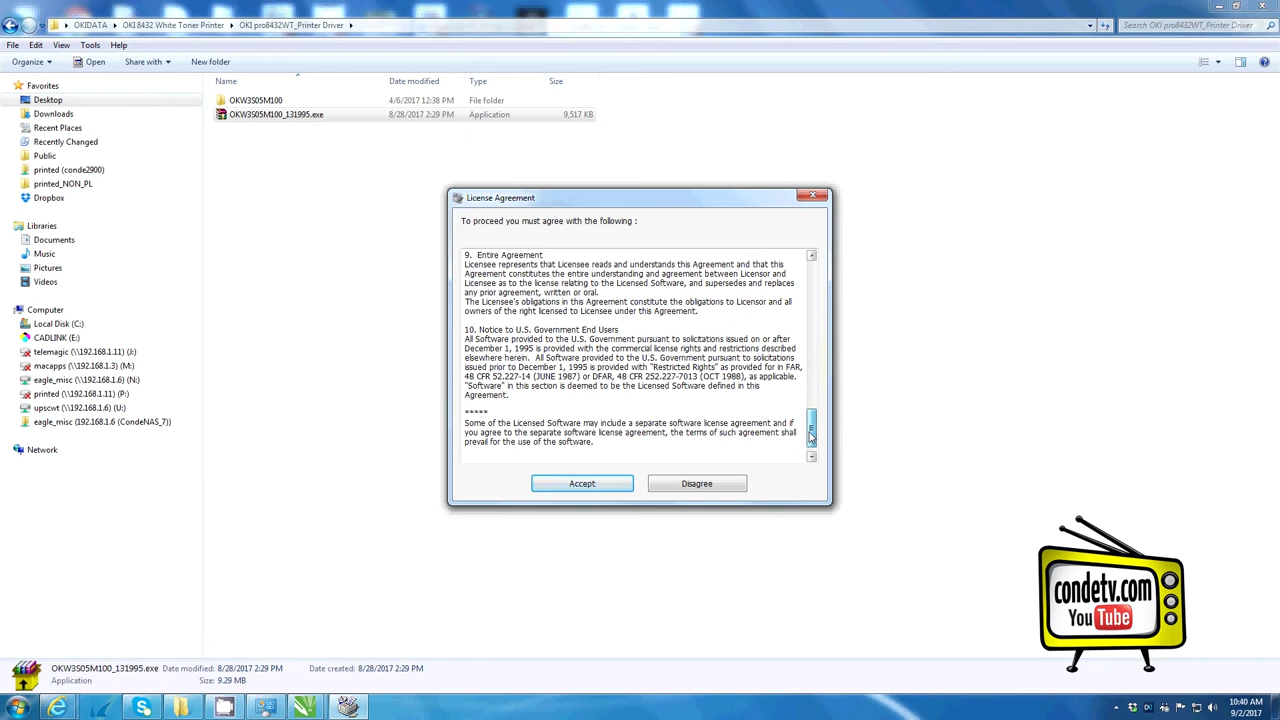 OKIDATA ▸ OKI 8432 White Toner Printer ▸ OKI pro8432WT_Printer Driver ▸
Search OKI pro8432WT_Printer Driver
File Edit View Tools Help
Organize Open Share with New folder
Name Date modified Type Size
Favorites
Desktop
Downloads
Recent Places
Recently Changed
Public
printed (conde2900)
printed_NON_PL
Dropbox
Libraries
Documents
Music
Pictures
Videos
Computer
Local Disk (C:)
CADLINK (E:)
telemagic (\\192.168.1.11) (J:)
macapps (\\192.168.1.3) (M:)
eagle_misc (\\192.168.1.6) (N:)
printed (\\192.168.1.11) (P:)
upscwt (\\192.168.1.6) (U:)
eagle_misc (192.168.1.6 (CondeNAS_7))
Network
OKW3S05M100 4/6/2017 12:38 PM File folder
OKW3S05M100_131995.exe 8/28/2017 2:29 PM Application 9,517 KB
License Agreement
To proceed you must agree with the following :
9. Entire Agreement
Licensee represents that Licensee reads and understands this Agreement and that this
Agreement constitutes the entire understanding and agreement between Licensor and
Licensee as to the license relating to the Licensed Software, and supersedes and replaces
any prior agreement, written or oral.
The Licensee's obligations in this Agreement constitute the obligations to Licensor and all
owners of the right licensed to Licensee under this Agreement.
10. Notice to U.S. Government End Users
All Software provided to the U.S. Government pursuant to solicitations issued on or after
December 1, 1995 is provided with the commercial license rights and restrictions described
elsewhere herein. All Software provided to the U.S. Government pursuant to solicitations
issued prior to December 1, 1995 is provided with "Restricted Rights" as provided for in FAR,
48 CFR 52.227-14 (JUNE 1987) or DFAR, 48 CFR 252.227-7013 (OCT 1988), as applicable.
"Software" in this section is deemed to be the Licensed Software defined in this
Agreement.
*****
Some of the Licensed Software may include a separate software license agreement and if
you agree to the separate software license agreement, the terms of such agreement shall
prevail for the use of the software.
Accept Disagree
condetv.com
YouTube
OKW3S05M100_131995.exe Date modified: 8/28/2017 2:29 PM Date created: 8/28/2017 2:29 PM
Application Size: 9.29 MB
10:40 AM
9/2/2017